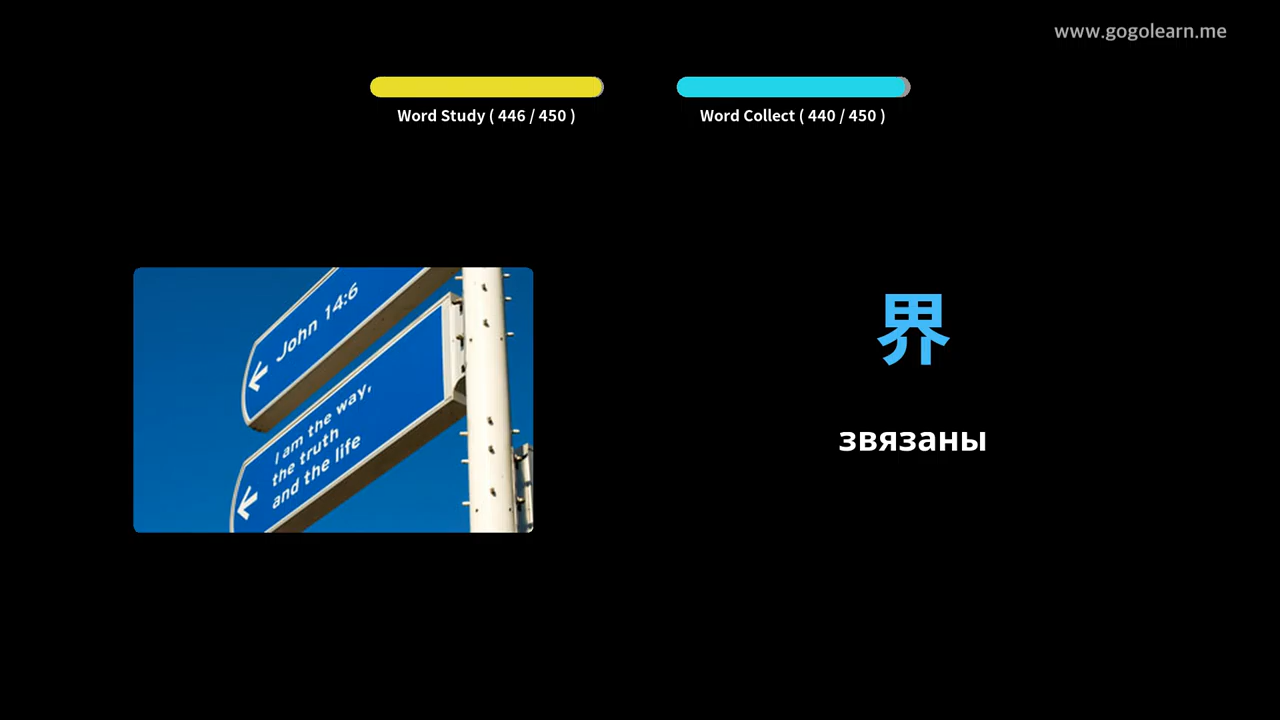 www.gogolearn.me
Word Study ( 446 / 450 )
Word Collect ( 440 / 450 )
John 14:6
I am the way,
the truth
and the life
界
звязаны